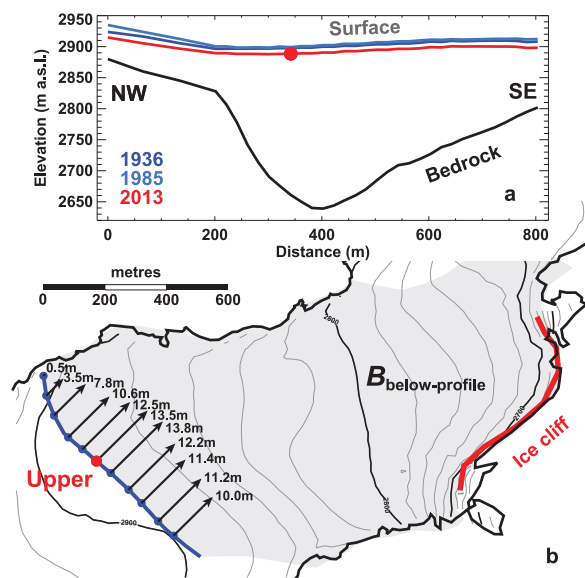 2950
2900
2850
2800
2750
2700
2650
Elevation (m a.s.l.)
Surface
NW
SE
1936
1985
2013
Bedrock
a
0
200
400
600
800
Distance (m)
metres
0
200
400
600
2800
0.5m
3.5m
7.8m
10.6m
12.5m
13.5m
13.8m
12.2m
11.4m
11.2m
10.0m
Upper
2900
Bbelow-profile
2700
Ice cliff
2800
b